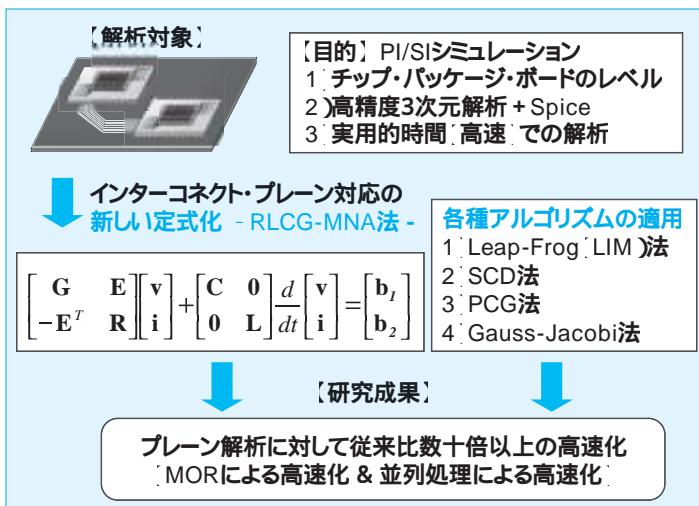 【解析対象】
【目的】PI/SIシミュレーション
1)チップ・パッケージ・ボードのレベル
2)高精度3次元解析 + Spice
3)実用的時間(高速)での解析
インターコネクト・プレーン対応の
新しい定式化 - RLCG-MNA法 -
[G E; −E^T R][v; i] + [C 0; 0 L] d/dt [v; i] = [b_1; b_2]
各種アルゴリズムの適用
1)Leap-Frog(LIM)法
2)SCD法
3)PCG法
4)Gauss-Jacobi法
【研究成果】
プレーン解析に対して従来比数十倍以上の高速化
(MORによる高速化 & 並列処理による高速化)